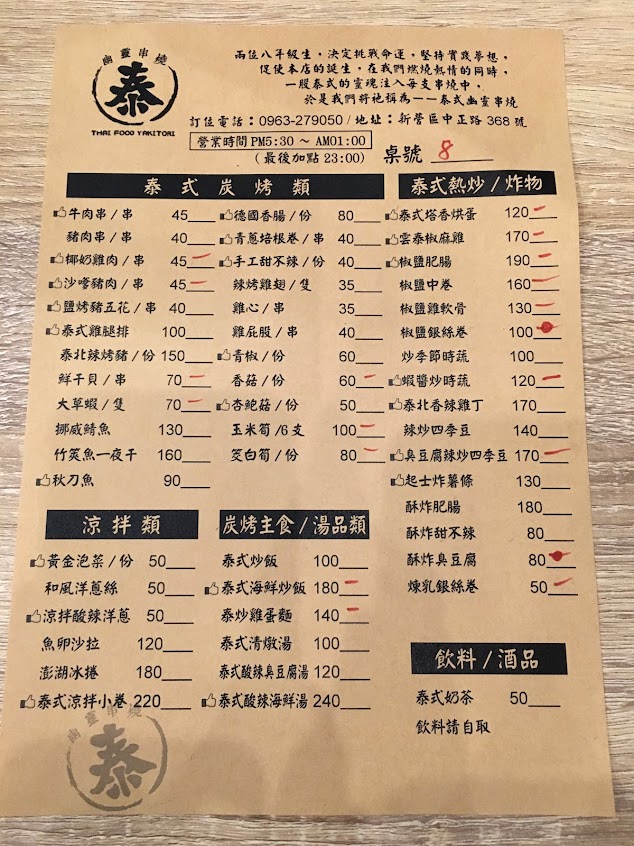 幽靈串燒
泰
THAI FOOD YAKITORI
兩位八年級生，決定挑戰命運，堅持實踐夢想，
促使本店的誕生，在我們燃燒熱情的同時，
一股泰式的靈魂注入每支串燒中，
於是我們將祂稱為——泰式幽靈串燒
訂位電話：0963-279050 / 地址：新營區中正路 368 號
營業時間 PM5:30 ～ AM01:00
（最後加點 23:00)
桌號 8
泰式炭烤類
牛肉串 / 串 45
豬肉串 / 串 40
椰奶雞肉 / 串 45
沙嗲豬肉 / 串 45
鹽烤豬五花 / 串 40
泰式雞腿排 100
泰北辣烤豬 / 份 150
鮮干貝 / 串 70
大草蝦 / 隻 70
挪威鯖魚 130
竹筴魚一夜干 160
秋刀魚 90
德國香腸 / 份 80
青蔥培根卷 / 串 40
手工甜不辣 / 份 40
辣烤雞翅 / 隻 35
雞心 / 串 35
雞屁股 / 串 40
青椒 / 份 60
香菇 / 份 60
杏鮑菇 / 份 50
玉米筍 /6 支 100
筊白筍 / 份 80
泰式熱炒 / 炸物
泰式塔香烘蛋 120
雲泰椒麻雞 170
椒鹽肥腸 190
椒鹽中卷 160
椒鹽雞軟骨 130
椒鹽銀絲卷 100
炒季節時蔬 100
蝦醬炒時蔬 120
泰北香辣雞丁 170
辣炒四季豆 140
臭豆腐辣炒四季豆 170
起士炸薯條 130
酥炸肥腸 180
酥炸甜不辣 80
酥炸臭豆腐 80
煉乳銀絲卷 50
涼拌類
黃金泡菜 / 份 50
和風洋蔥絲 50
涼拌酸辣洋蔥 50
魚卵沙拉 120
澎湖冰捲 180
泰式涼拌小卷 220
炭烤主食 / 湯品類
泰式炒飯 100
泰式海鮮炒飯 180
泰炒雞蛋麵 140
泰式清燉湯 100
泰式酸辣臭豆腐湯 120
泰式酸辣海鮮湯 240
飲料 / 酒品
泰式奶茶 50
飲料請自取
幽靈串燒
泰